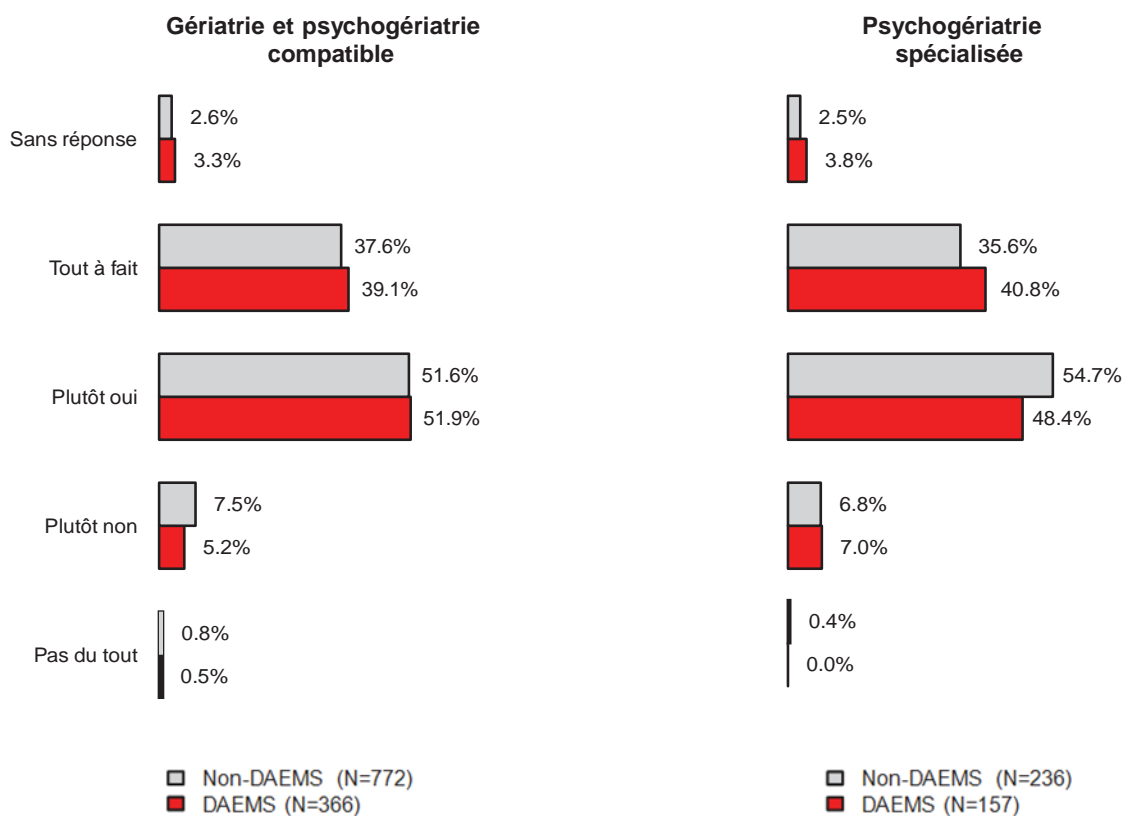 Gériatrie et psychogériatrie
compatible
Psychogériatrie
spécialisée
Sans réponse
2.6%
3.3%
2.5%
3.8%
Tout à fait
37.6%
39.1%
35.6%
40.8%
Plutôt oui
51.6%
51.9%
54.7%
48.4%
Plutôt non
7.5%
5.2%
6.8%
7.0%
Pas du tout
0.8%
0.5%
0.4%
0.0%
Non-DAEMS (N=772)
DAEMS (N=366)
Non-DAEMS (N=236)
DAEMS (N=157)